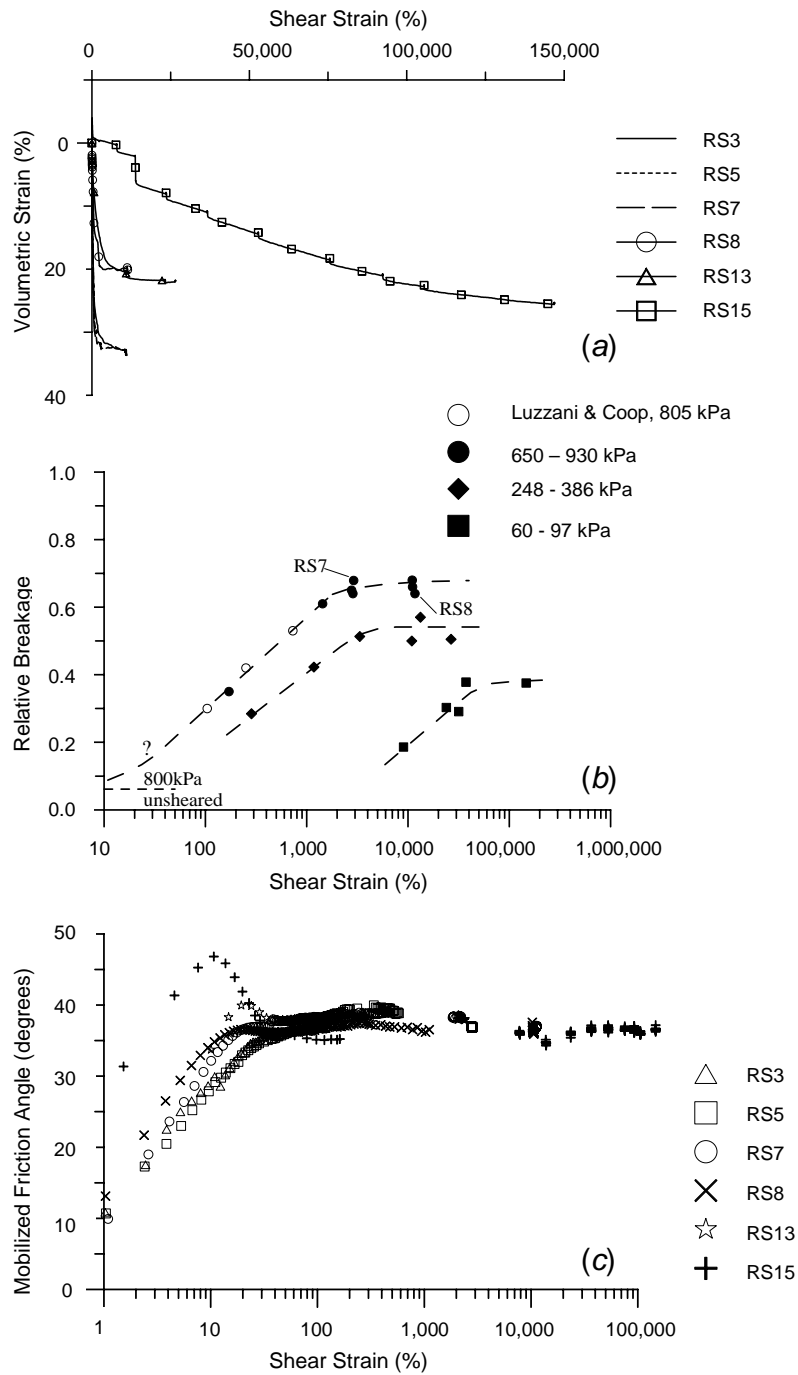 Shear Strain (%)
0 50,000 100,000 150,000
Volumetric Strain (%)
0
20
40
RS3
RS5
RS7
RS8
RS13
RS15
(a)
Luzzani & Coop, 805 kPa
650 – 930 kPa
248 - 386 kPa
60 - 97 kPa
Relative Breakage
1.0
0.8
0.6
0.4
0.2
0.0
RS7
RS8
?
800kPa
unsheared
(b)
10 100 1,000 10,000 100,000 1,000,000
Shear Strain (%)
Mobilized Friction Angle (degrees)
50
40
30
20
10
0
RS3
RS5
RS7
RS8
RS13
RS15
(c)
1 10 100 1,000 10,000 100,000
Shear Strain (%)